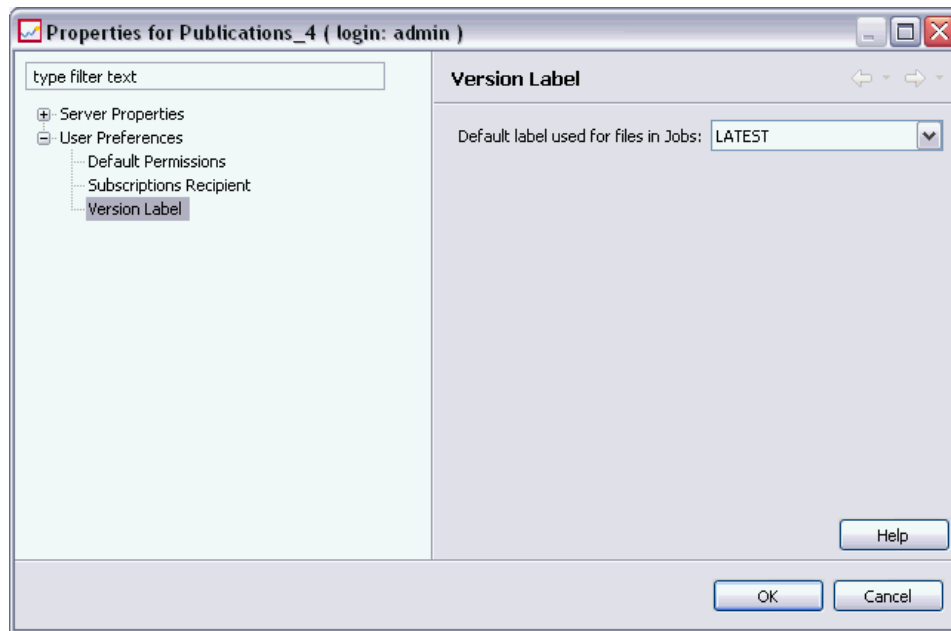 Properties for Publications_4 ( login: admin )
type filter text
Server Properties
User Preferences
Default Permissions
Subscriptions Recipient
Version Label
Version Label
Default label used for files in Jobs: LATEST
Help
OK Cancel